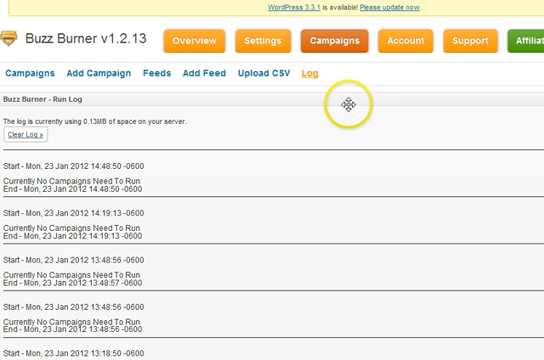 WordPress 3.3.1 is available! Please update now.
Buzz Burner v1.2.13
Overview
Settings
Campaigns
Account
Support
Affiliat
Campaigns
Add Campaign
Feeds
Add Feed
Upload CSV
Log
Buzz Burner - Run Log
The log is currently using 0.13MB of space on your server.
Clear Log »
Start - Mon, 23 Jan 2012 14:48:50 -0600
Currently No Campaigns Need To Run
End - Mon, 23 Jan 2012 14:48:50 -0600
Start - Mon, 23 Jan 2012 14:19:13 -0600
Currently No Campaigns Need To Run
End - Mon, 23 Jan 2012 14:19:13 -0600
Start - Mon, 23 Jan 2012 13:48:56 -0600
Currently No Campaigns Need To Run
End - Mon, 23 Jan 2012 13:48:57 -0600
Start - Mon, 23 Jan 2012 13:48:56 -0600
Currently No Campaigns Need To Run
End - Mon, 23 Jan 2012 13:48:56 -0600
Start - Mon, 23 Jan 2012 13:18:50 -0600